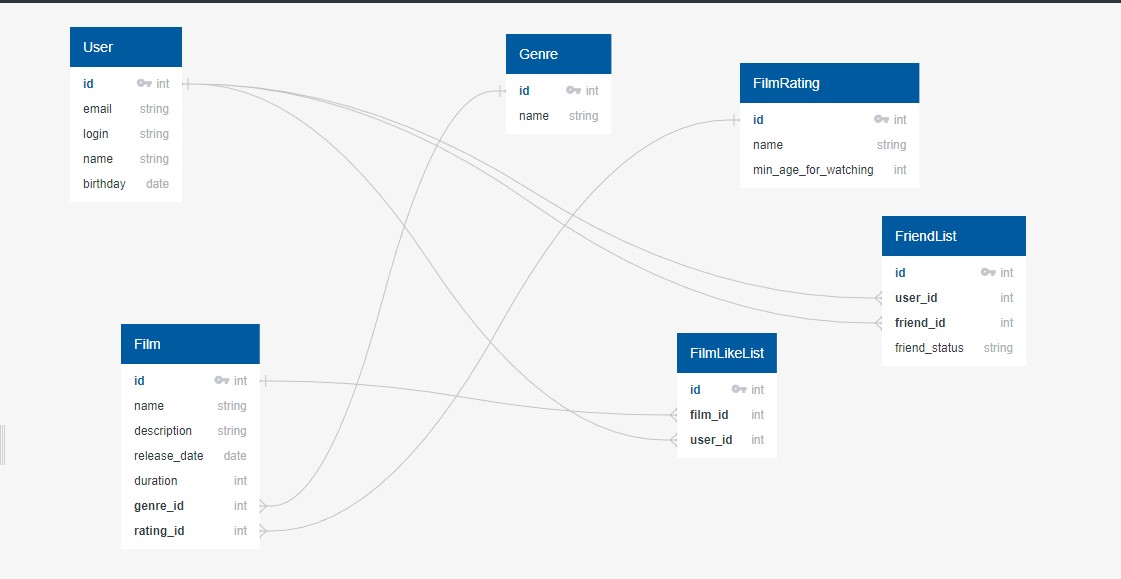 User
id int
email string
login string
name string
birthday date
Genre
id int
name string
FilmRating
id int
name string
min_age_for_watching int
FriendList
id int
user_id int
friend_id int
friend_status string
Film
id int
name string
description string
release_date date
duration int
genre_id int
rating_id int
FilmLikeList
id int
film_id int
user_id int